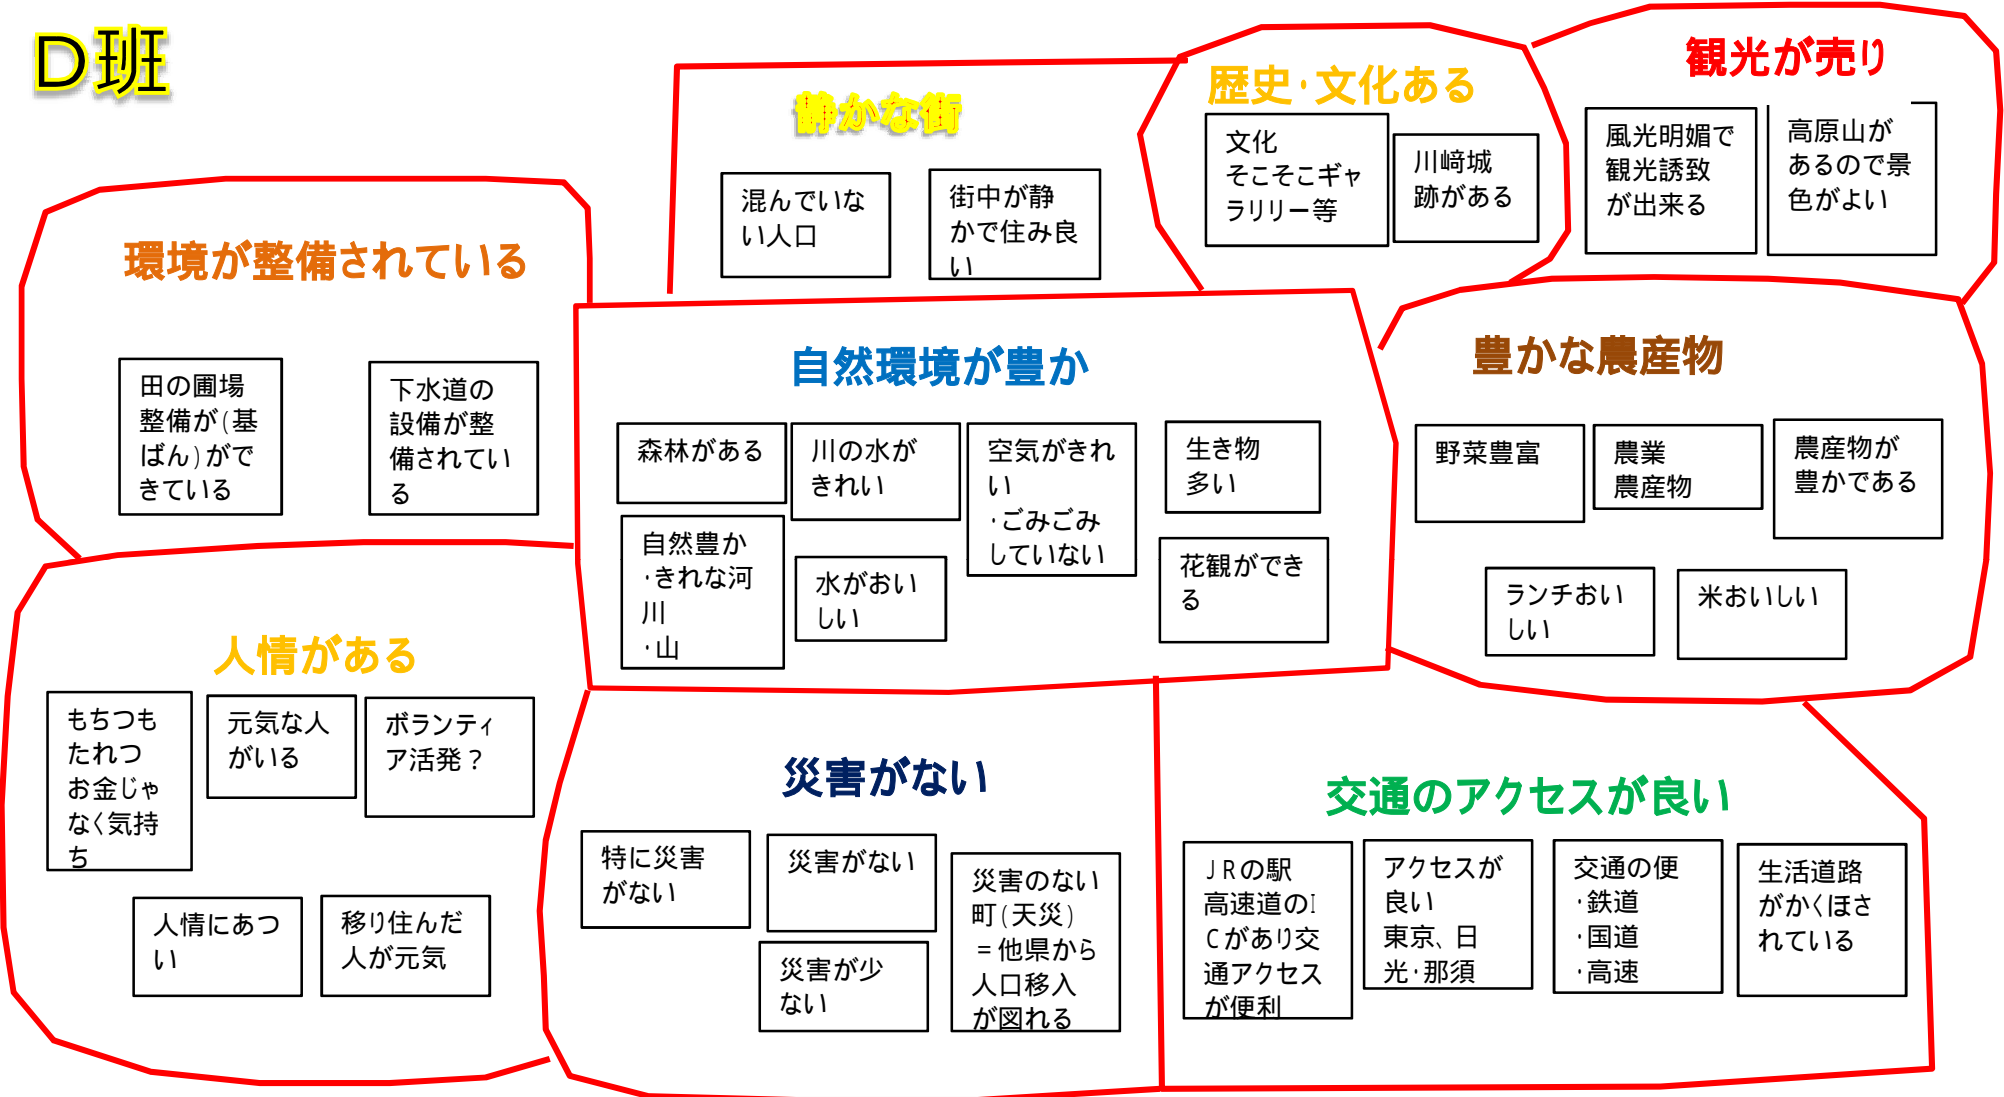 D班
静かな街
混んでいな
い人口
街中が静
かで住み良
い
歴史・文化ある
文化
そこそこギャ
ラリリー等
川﨑城
跡がある
観光が売り
風光明媚で
観光誘致
が出来る
高原山が
あるので景
色がよい
環境が整備されている
田の圃場
整備が(基
ばん)がで
きている
下水道の
設備が整
備されてい
る
自然環境が豊か
森林がある
川の水が
きれい
空気がきれ
い
・ごみごみ
していない
生き物
多い
自然豊か
・きれな河
川
・山
水がおい
しい
花観ができ
る
豊かな農産物
野菜豊富
農業
農産物
農産物が
豊かである
ランチおい
しい
米おいしい
人情がある
もちつも
たれつ
お金じゃ
なく気持
ち
元気な人
がいる
ボランティ
ア活発？
人情にあつ
い
移り住んだ
人が元気
災害がない
特に災害
がない
災害がない
災害が少
ない
災害のない
町(天災)
＝他県から
人口移入
が図れる
交通のアクセスが良い
JRの駅
高速道のI
Cがあり交
通アクセス
が便利
アクセスが
良い
東京、日
光・那須
交通の便
・鉄道
・国道
・高速
生活道路
がかくほさ
れている